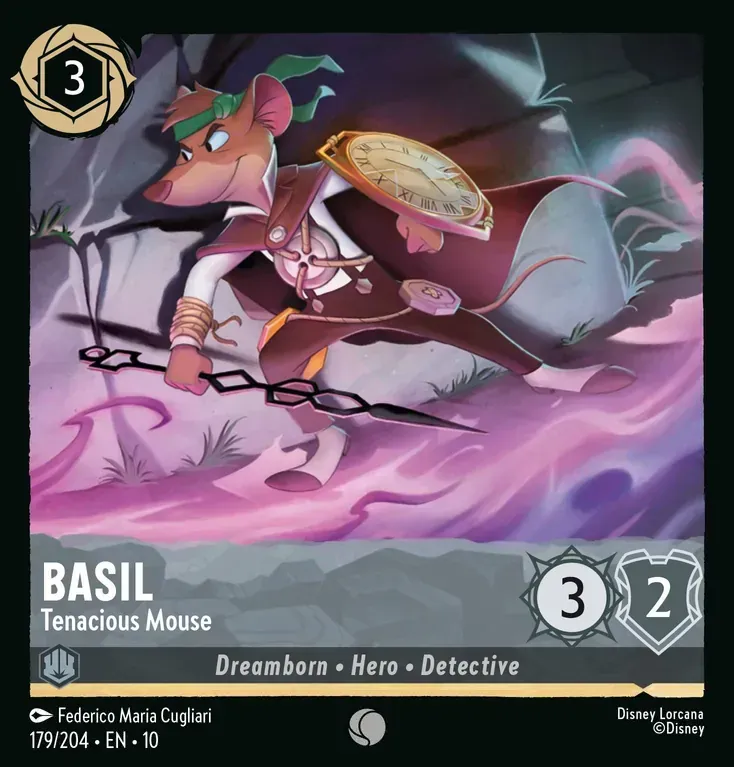 3
BASIL
Tenacious Mouse
3
2
Dreamborn • Hero • Detective
Federico Maria Cugliari
Disney Lorcana
179/204 • EN • 10
©Disney